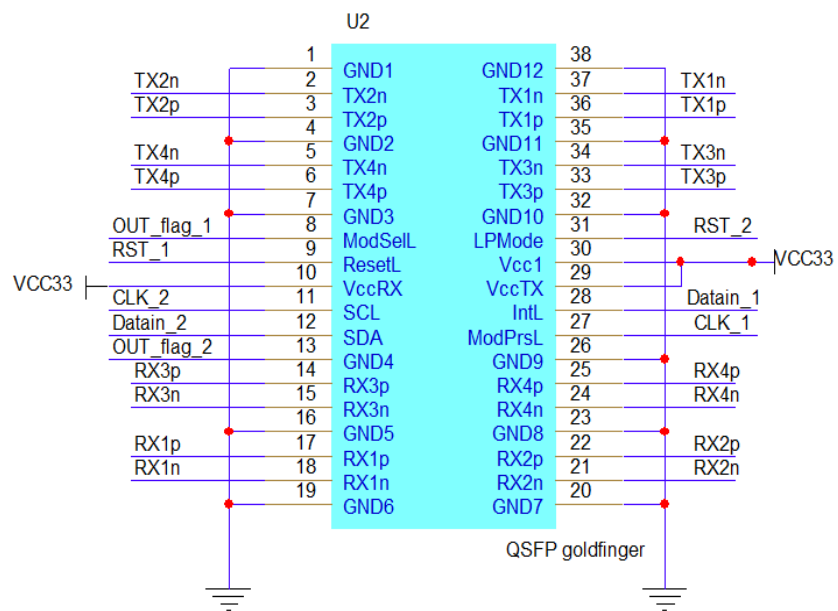 U2
1 38
GND1 GND12
TX2n 2 37 TX1n
TX2n TX1n
TX2p 3 36 TX1p
TX2p TX1p
4 35
GND2 GND11
TX4n 5 34 TX3n
TX4n TX3n
TX4p 6 33 TX3p
TX4p TX3p
7 32
GND3 GND10
OUT_flag_1 8 31 RST_2
ModSelL LPMode
RST_1 9 30
ResetL Vcc1 VCC33
VCC33 10 29
VccRX VccTX
CLK_2 11 28 Datain_1
SCL IntL
Datain_2 12 27 CLK_1
SDA ModPrsL
OUT_flag_2 13 26
GND4 GND9
RX3p 14 25 RX4p
RX3p RX4p
RX3n 15 24 RX4n
RX3n RX4n
16 23
GND5 GND8
RX1p 17 22 RX2p
RX1p RX2p
RX1n 18 21 RX2n
RX1n RX2n
19 20
GND6 GND7
QSFP goldfinger